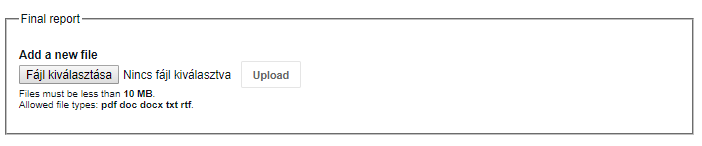 Final report
Add a new file
Fájl kiválasztása Nincs fájl kiválasztva Upload
Files must be less than 10 MB.
Allowed file types: pdf doc docx txt rtf.